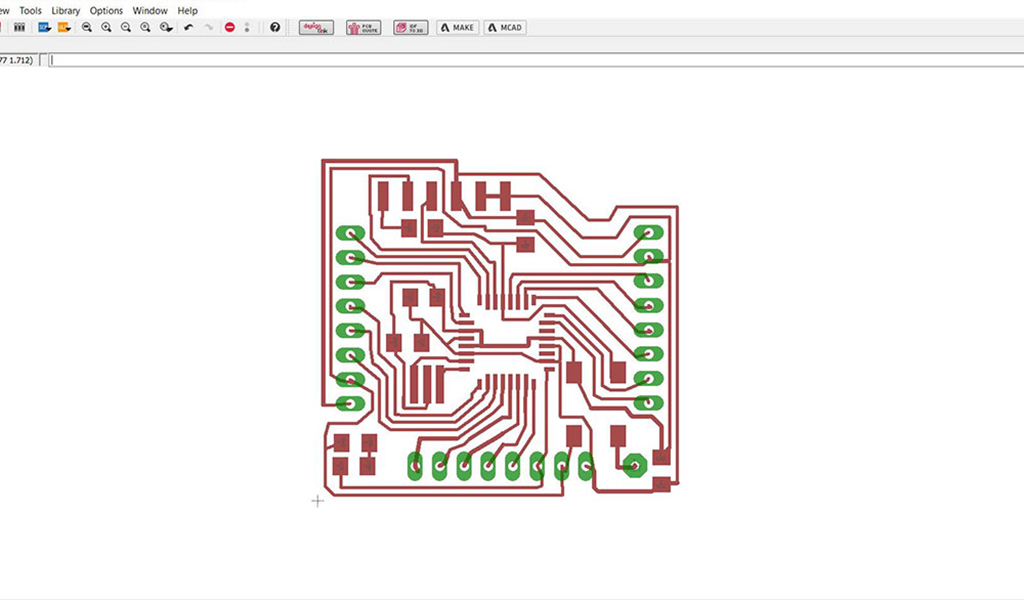 ew Tools Library Options Window Help
design link PCB QUOTE IDF TO 3D MAKE MCAD
77 1.712)